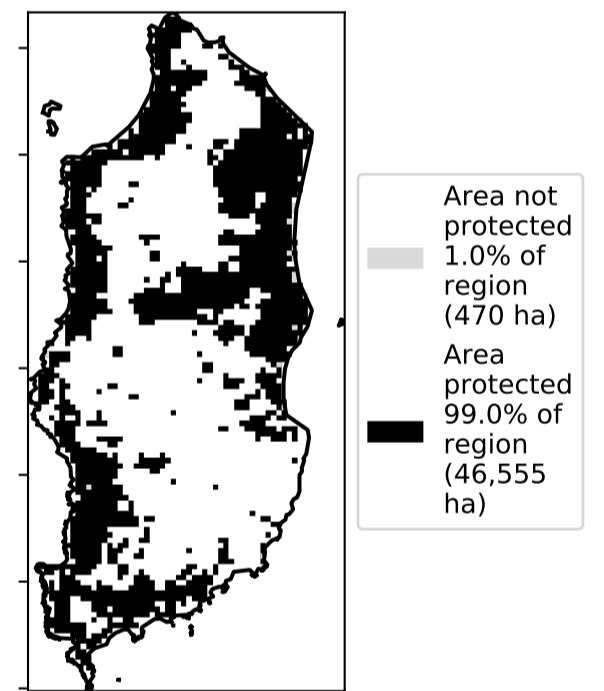 Area not
protected
1.0% of
region
(470 ha)
Area
protected
99.0% of
region
(46,555
ha)